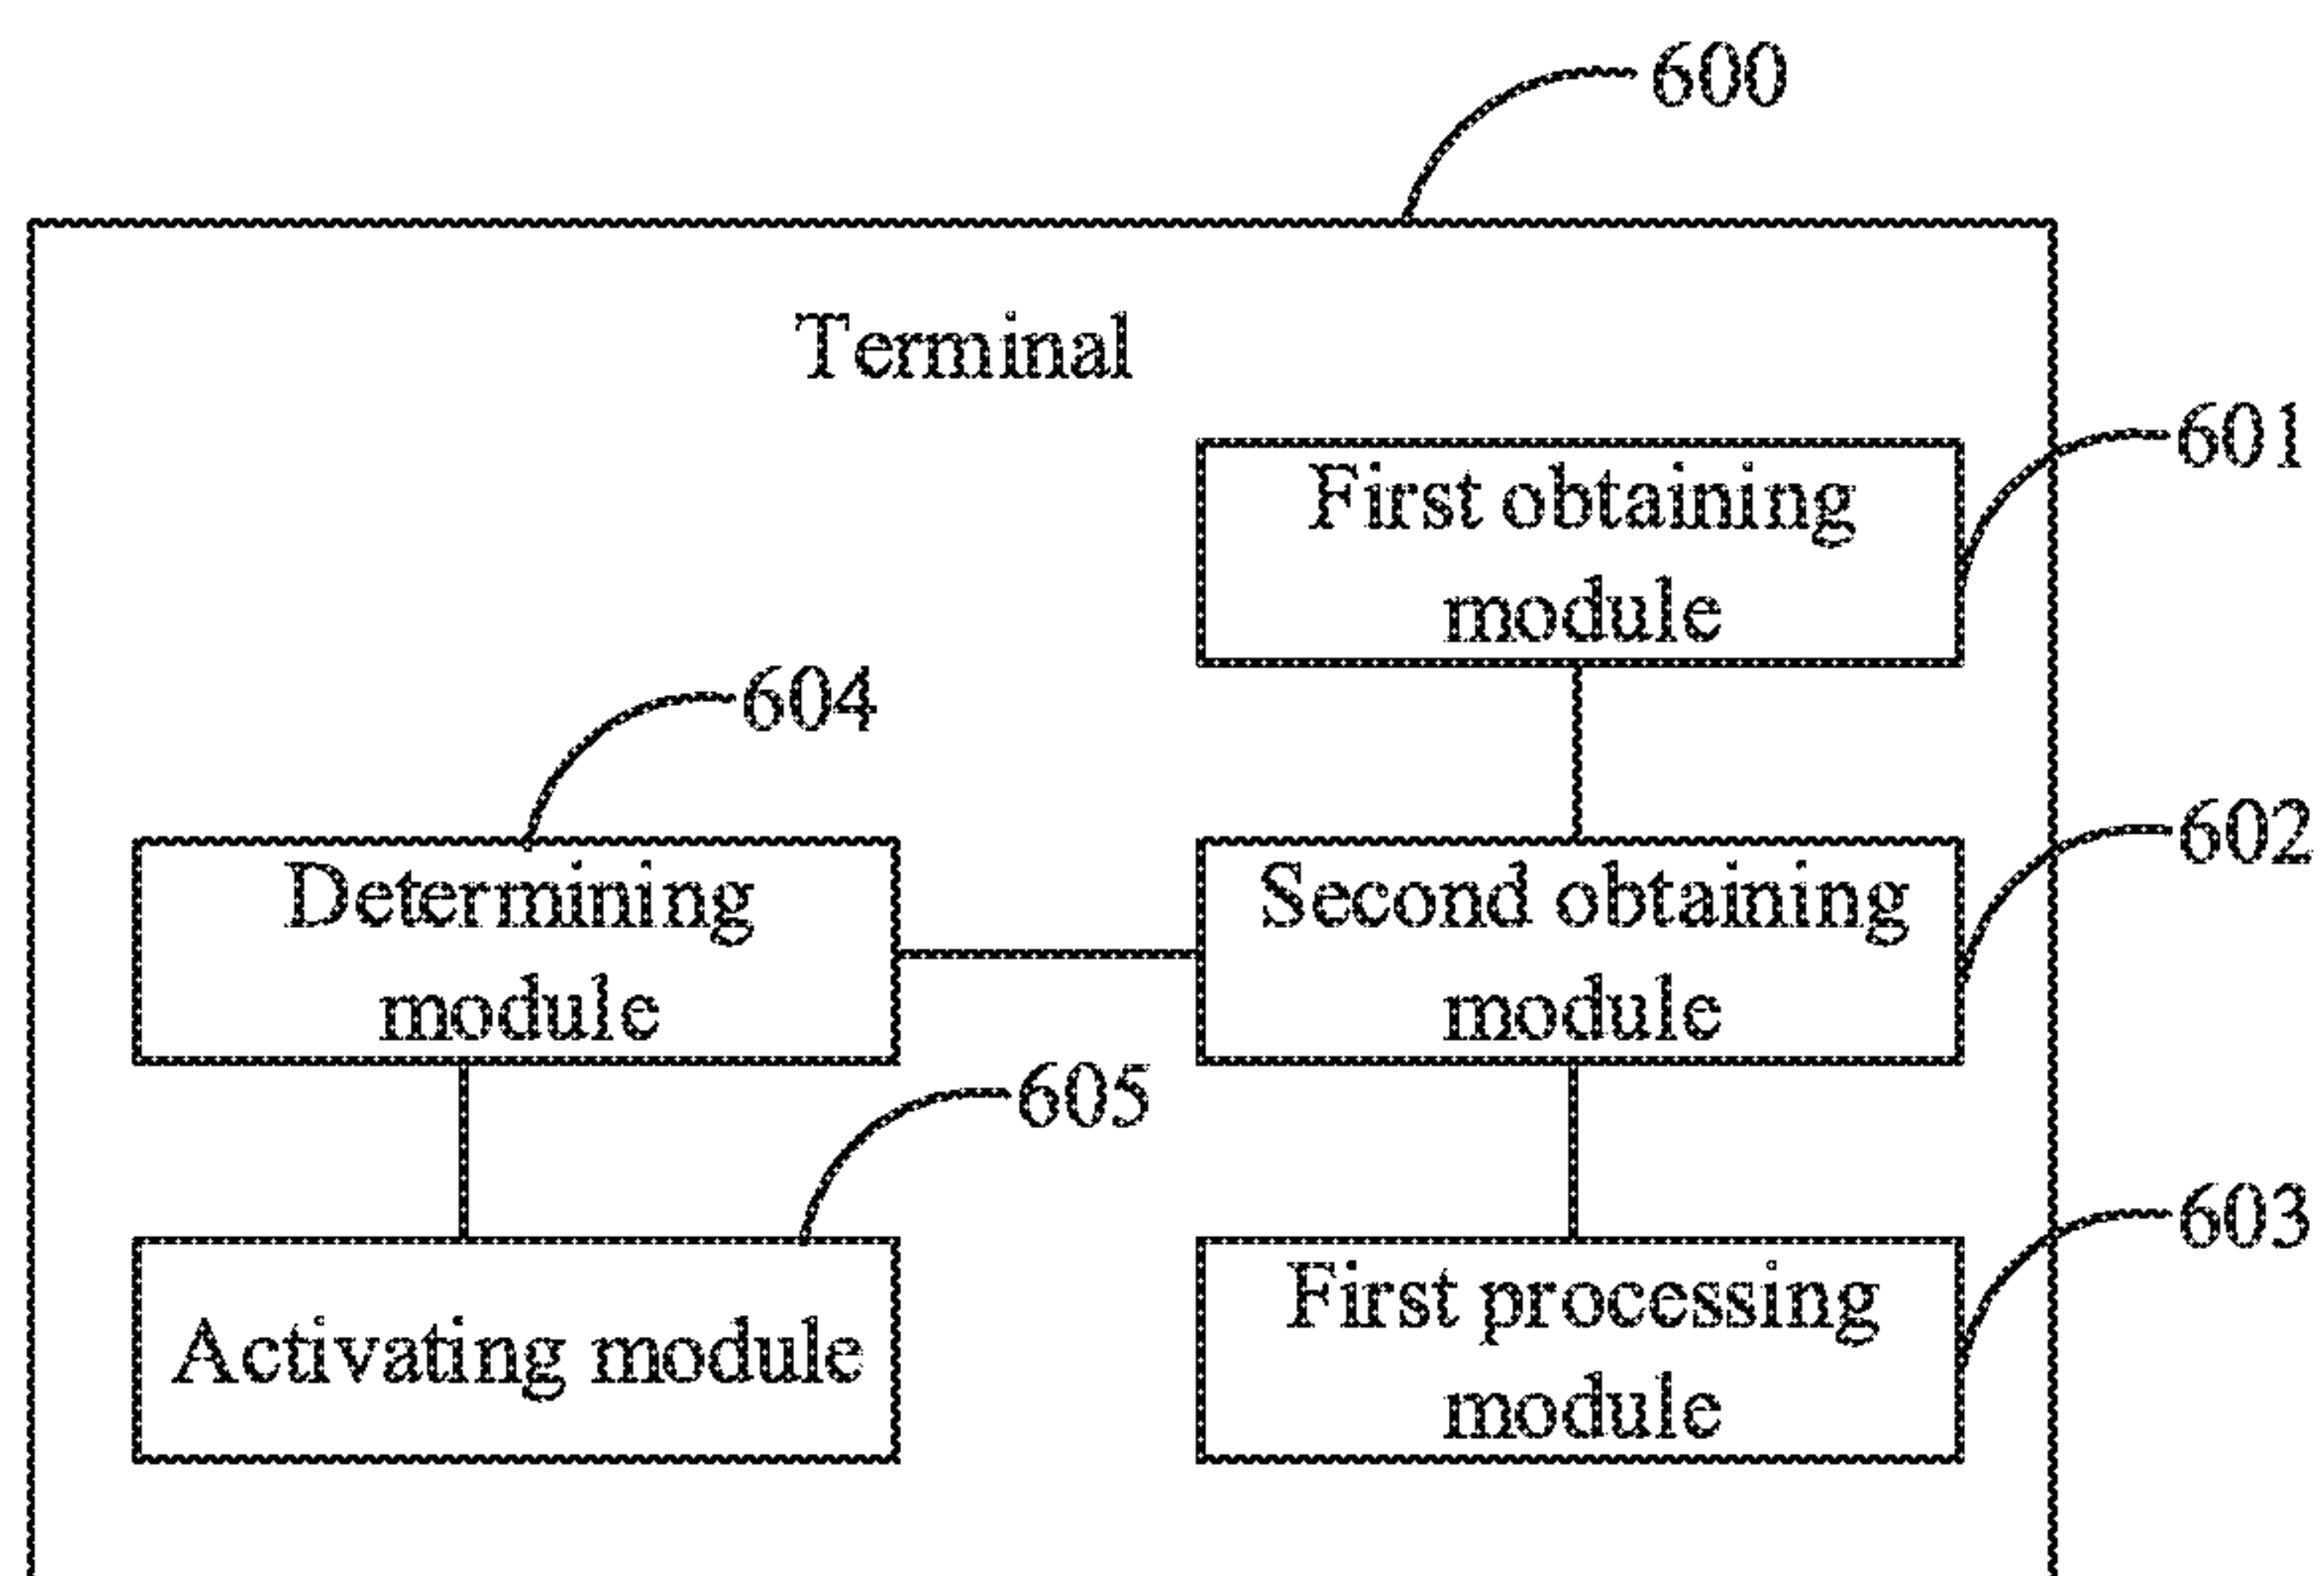 600
Terminal
601
First obtaining
module
604
602
Determining
module
Second obtaining
module
605
603
Activating module
First processing
module